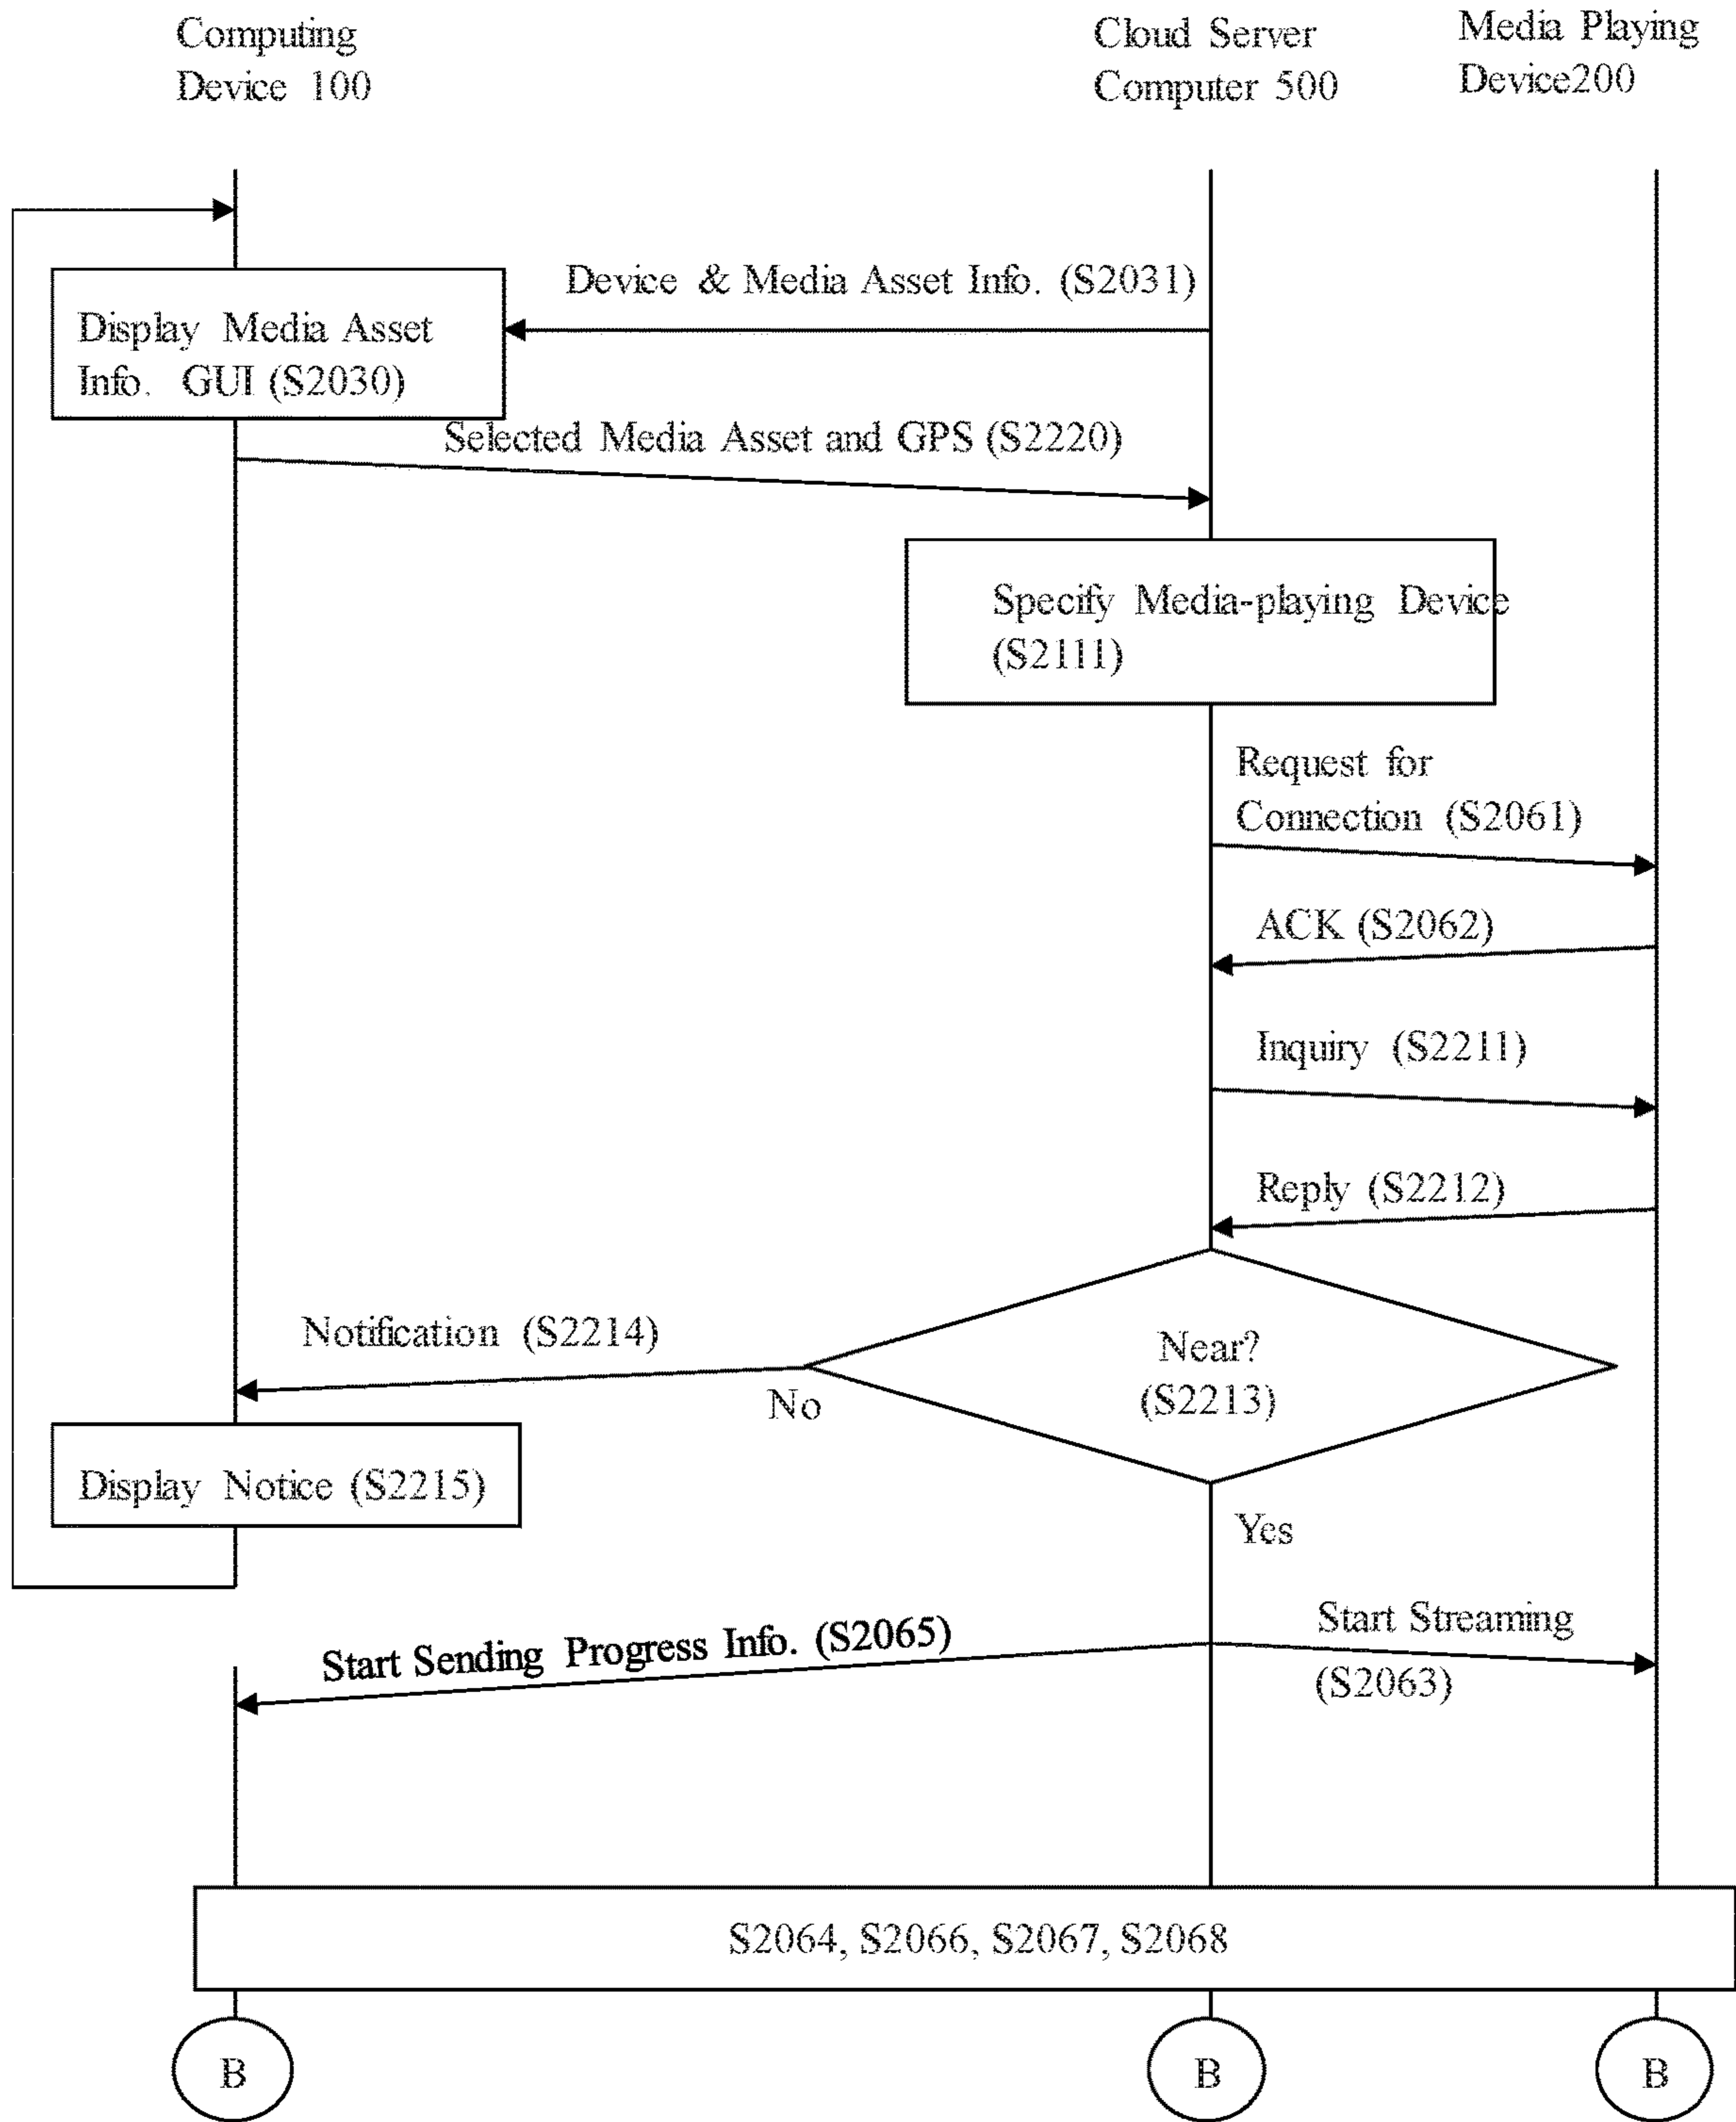 Computing
Device 100
Cloud Server
Computer 500
Media Playing
Device200
Device & Media Asset Info. (S2031)
Display Media Asset
Info. GUI (S2030)
Selected Media Asset and GPS (S2220)
Specify Media-playing Device
(S2111)
Request for
Connection (S2061)
ACK (S2062)
Inquiry (S2211)
Reply (S2212)
Notification (S2214)
Near?
(S2213)
No
Display Notice (S2215)
Yes
Start Sending Progress Info. (S2065)
Start Streaming
(S2063)
S2064, S2066, S2067, S2068
B
B
B